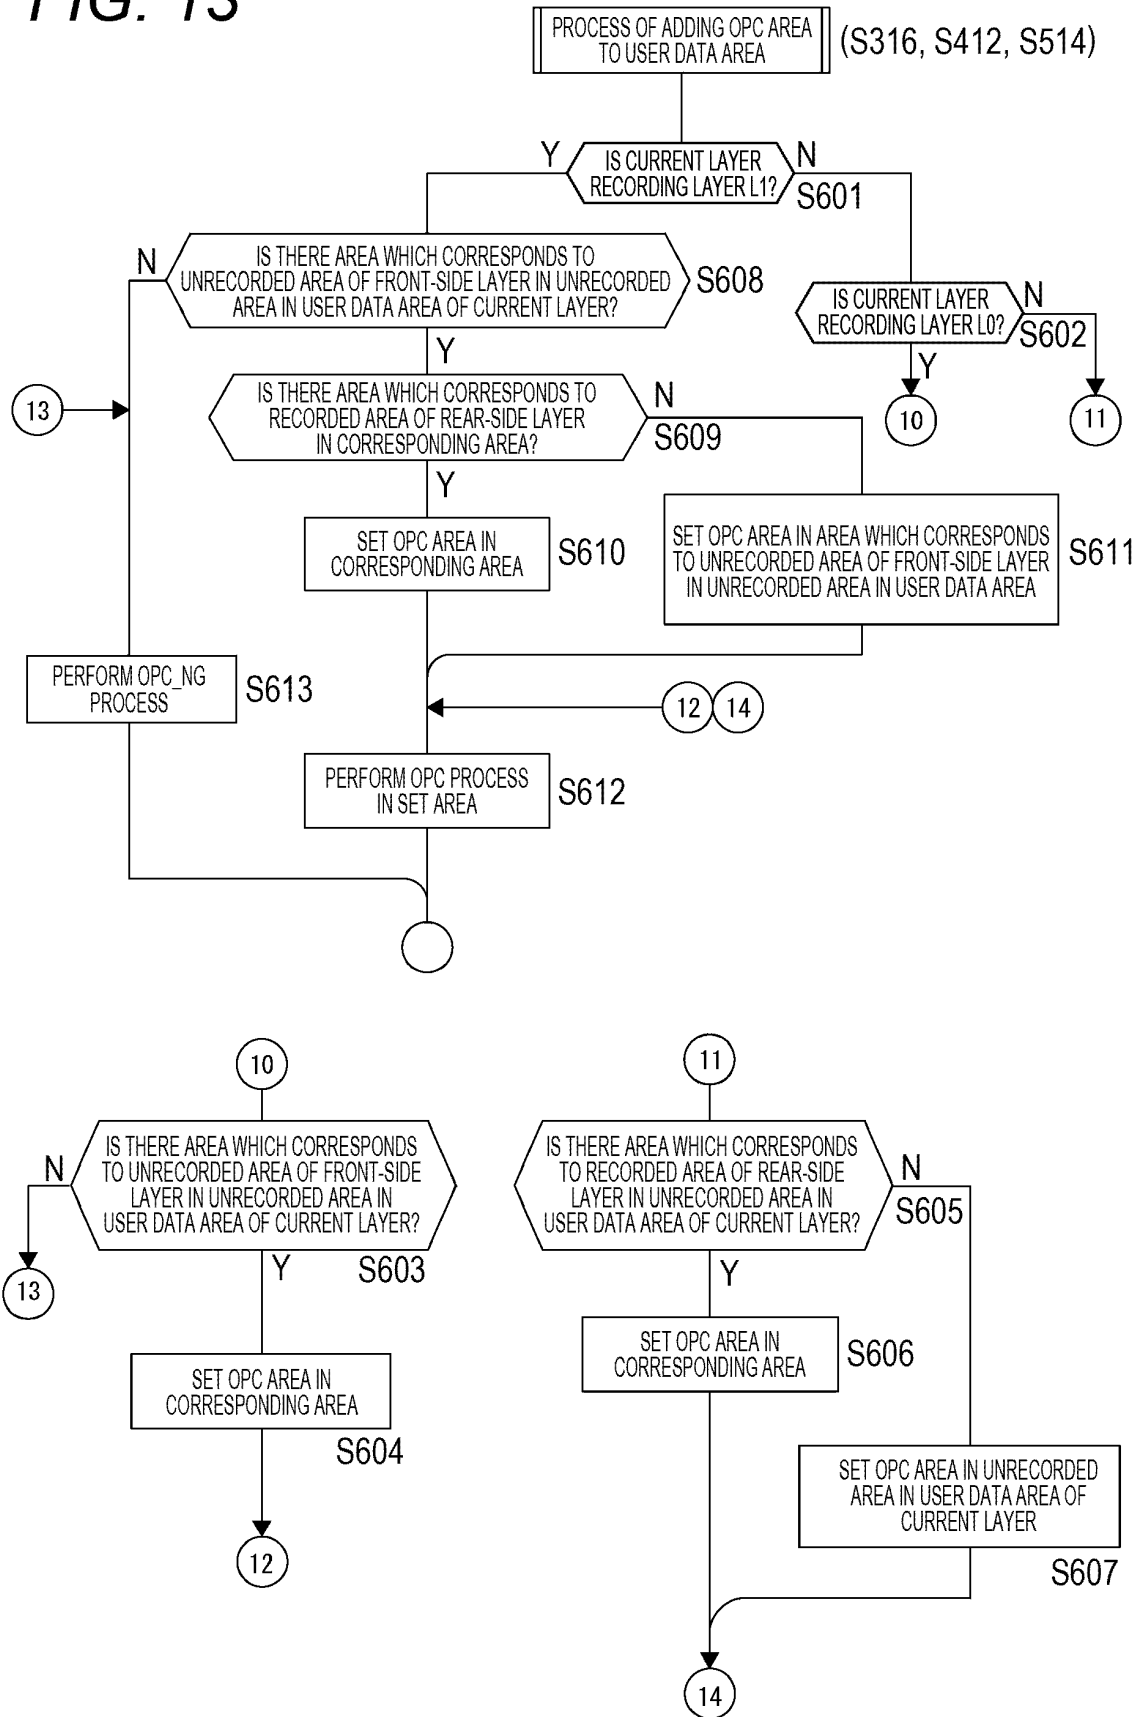 FIG. 13
PROCESS OF ADDING OPC AREA
TO USER DATA AREA
(S316, S412, S514)
Y
IS CURRENT LAYER
RECORDING LAYER L1?
N
S601
N
IS THERE AREA WHICH CORRESPONDS TO
UNRECORDED AREA OF FRONT-SIDE LAYER IN UNRECORDED
AREA IN USER DATA AREA OF CURRENT LAYER?
S608
IS CURRENT LAYER
RECORDING LAYER L0?
N
S602
Y
Y
13
IS THERE AREA WHICH CORRESPONDS TO
RECORDED AREA OF REAR-SIDE LAYER
IN CORRESPONDING AREA?
N
S609
10
11
Y
SET OPC AREA IN
CORRESPONDING AREA
S610
SET OPC AREA IN AREA WHICH CORRESPONDS
TO UNRECORDED AREA OF FRONT-SIDE LAYER
IN UNRECORDED AREA IN USER DATA AREA
S611
PERFORM OPC_NG
PROCESS
S613
12
14
PERFORM OPC PROCESS
IN SET AREA
S612
10
11
N
IS THERE AREA WHICH CORRESPONDS
TO UNRECORDED AREA OF FRONT-SIDE
LAYER IN UNRECORDED AREA IN
USER DATA AREA OF CURRENT LAYER?
S603
IS THERE AREA WHICH CORRESPONDS
TO RECORDED AREA OF REAR-SIDE
LAYER IN UNRECORDED AREA IN
USER DATA AREA OF CURRENT LAYER?
N
S605
13
Y
Y
SET OPC AREA IN
CORRESPONDING AREA
S606
SET OPC AREA IN
CORRESPONDING AREA
S604
SET OPC AREA IN UNRECORDED
AREA IN USER DATA AREA OF
CURRENT LAYER
S607
12
14